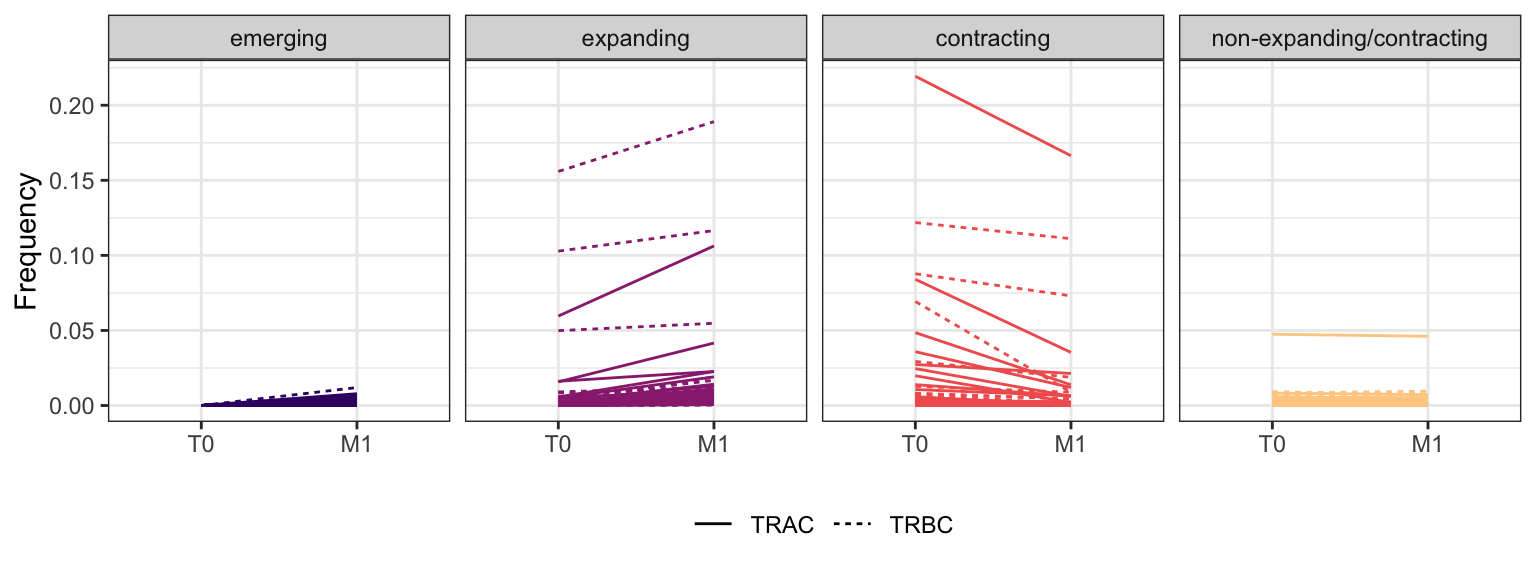 emerging expanding contracting non-expanding/contracting
Frequency
0.20
0.15
0.10
0.05
0.00
T0 M1 T0 M1 T0 M1 T0 M1
TRAC TRBC